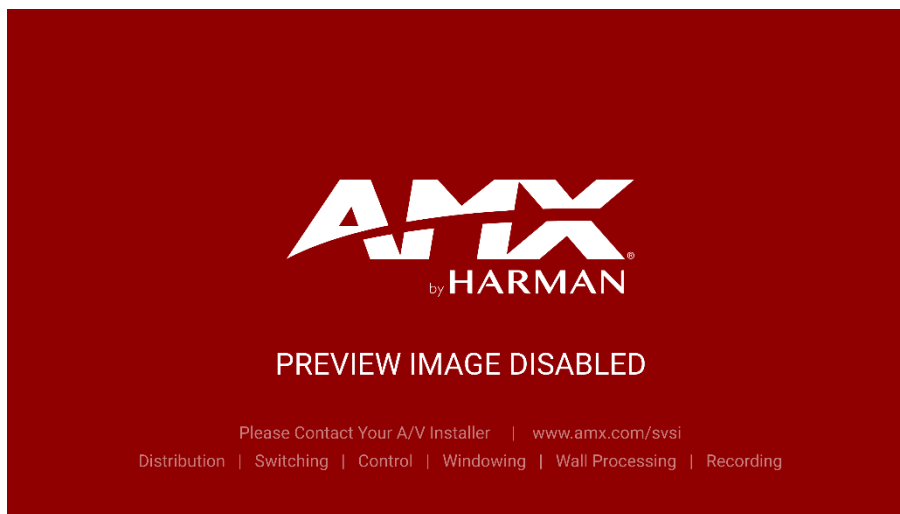 AMX®
by HARMAN
PREVIEW IMAGE DISABLED
Please Contact Your A/V Installer | www.amx.com/svsi
Distribution | Switching | Control | Windowing | Wall Processing | Recording